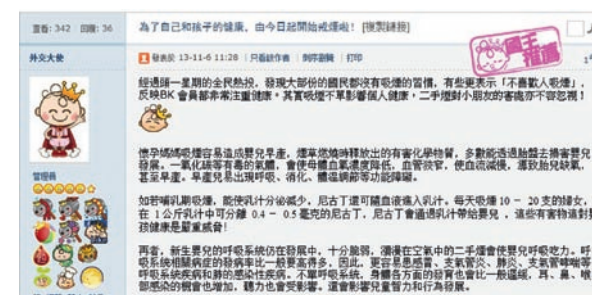 查看: 342 回覆: 36
為了自己和孩子的健康，由今日起開始戒煙啦! [複製鏈接]
國王推薦
外交大使
發表於 13-11-6 11:28 只看該作者 倒序瀏覽 打印
1
經過頭一星期的全民熱投，發現大部份的國民都沒有吸煙的習慣，有些更表示「不喜歡人吸煙」，
反映BK 會員都非常注重健康。其實吸煙不單影響個人健康，二手煙對小朋友的害處亦不容忽視!
懷孕媽媽吸煙容易造成嬰兒早產，煙草燃燒時釋放出的有害化學物質，多數能透過胎盤去損害嬰兒
發展。一氧化碳等有毒的氣體，會使母體血氧濃度降低，血管狹窄，使血流減慢，導致胎兒缺氧，
甚至早產。早產兒易出現呼吸、消化、體溫調節等功能障礙。
管理員
如若哺乳期吸煙，能使乳汁分泌減少，尼古丁還可隨血液進入乳汁。每天吸煙 10 - 20 支的婦女，
在 1公斤乳汁中可分離 0.4 - 0.5 毫克的尼古丁，尼古丁會通過乳汁帶給嬰兒，這些有害物這對
孩健康是嚴重威脅!
再者，新生嬰兒的呼吸系統仍在發展中，十分脆弱，瀰漫在空氣中的二手煙會使嬰兒呼吸吃力。呼
吸系統相關病症的發病率比一般要高得多，因此，更容易患感冒、支氣管炎、肺炎、支氣管哮喘等
呼吸系統疾病和肺的感染性疾病。不單呼吸系統，身體各方面的發育也會比一般遲緩，耳、鼻、喉
部感染的機會也增加，聽力也會受影響。還會影響兒童智力和行為發展。